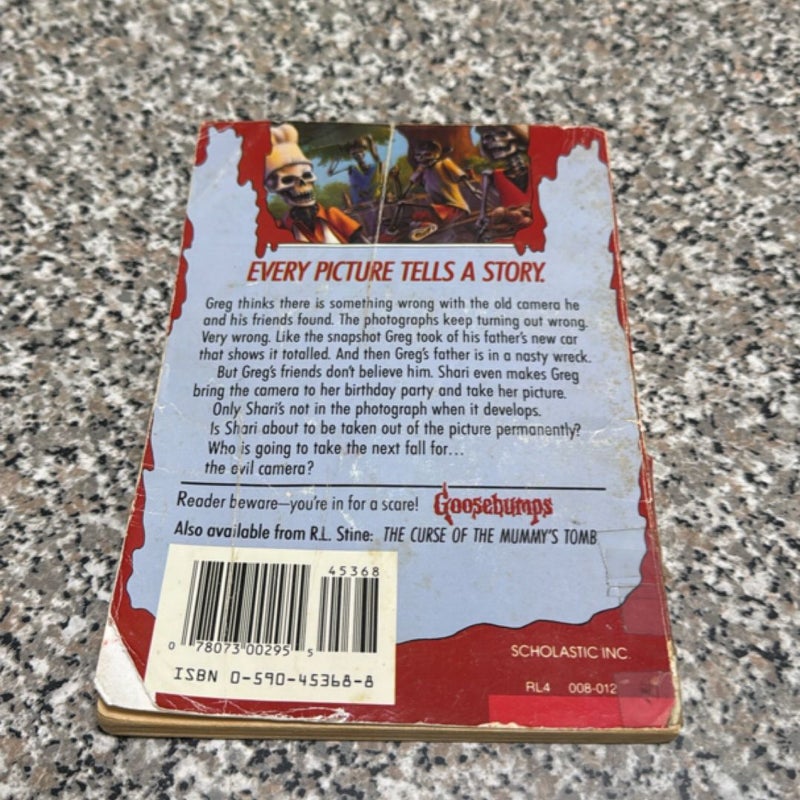 EVERY PICTURE TELLS A STORY.
Greg thinks there is something wrong with the old camera he
and his friends found. The photographs keep turning out wrong.
Very wrong. Like the snapshot Greg took of his father's new car
that shows it totalled. And then Greg's father is in a nasty wreck.
But Greg's friends don't believe him. Shari even makes Greg
bring the camera to her birthday party and take her picture.
Only Shari's not in the photograph when it develops.
Is Shari about to be taken out of the picture permanently?
Who is going to take the next fall for...
the evil camera?
Reader beware—you're in for a scare! Goosebumps
Also available from R.L. Stine: THE CURSE OF THE MUMMY'S TOMB
45368
0 78073 00295 5
ISBN 0-590-45368-8
SCHOLASTIC INC.
RL4 008-012